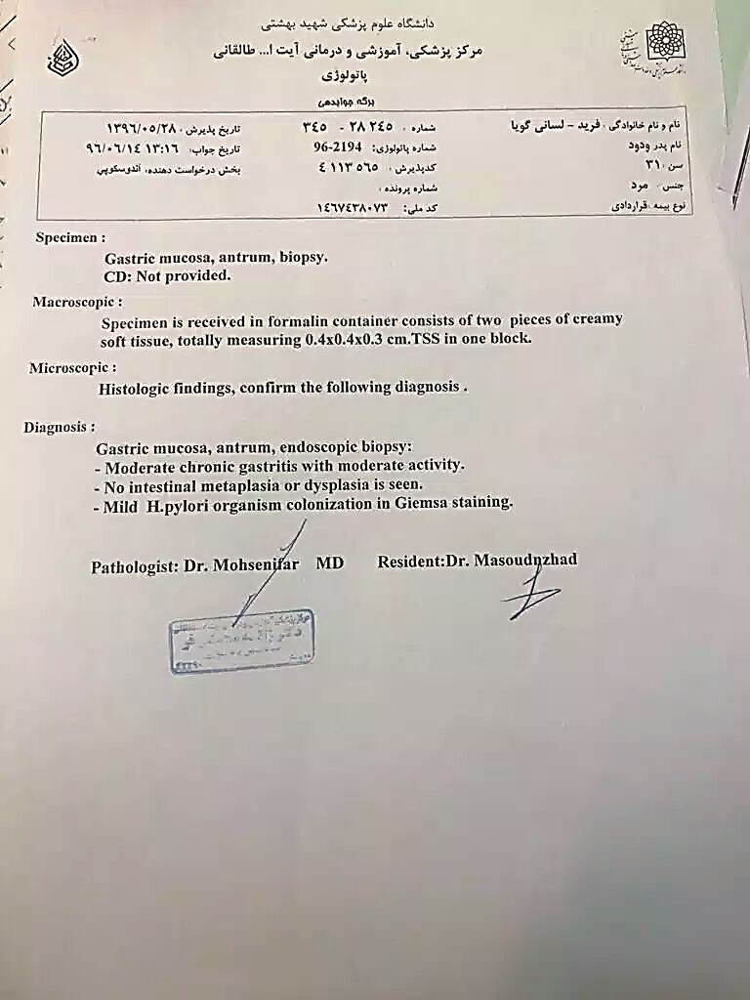 دانشگاه علوم پزشکی شهید بهشتی
مرکز پزشکی، آموزشی و درمانی آیت ا... طالقانی
پاتولوژی
برگه جوابدهی
نام و نام خانوادگی: فرید - لسانی گویا شماره: ۲۸۲۴۵ - ۳۴۵ تاریخ پذیرش: ۱۳۹۶/۰۵/۲۸
نام پدر: ودود شماره پاتولوژی: 96-2194 تاریخ جواب: ۹۶/۰۶/۱۴ ۱۳:۱۶
سن: ۳۱ کدپذیرش: ۴۱۱۳۵۶۵ بخش درخواست دهنده: آندوسکوپی
جنس: مرد شماره پرونده:
نوع بیمه: قراردادی کد ملی: ۱۴۶۷۴۳۸۰۷۳
Specimen :
Gastric mucosa, antrum, biopsy.
CD: Not provided.
Macroscopic :
Specimen is received in formalin container consists of two pieces of creamy
soft tissue, totally measuring 0.4x0.4x0.3 cm.TSS in one block.
Microscopic :
Histologic findings, confirm the following diagnosis .
Diagnosis :
Gastric mucosa, antrum, endoscopic biopsy:
- Moderate chronic gastritis with moderate activity.
- No intestinal metaplasia or dysplasia is seen.
- Mild H.pylori organism colonization in Giemsa staining.
Pathologist: Dr. Mohsenifar MD Resident:Dr. Masoudnzhad